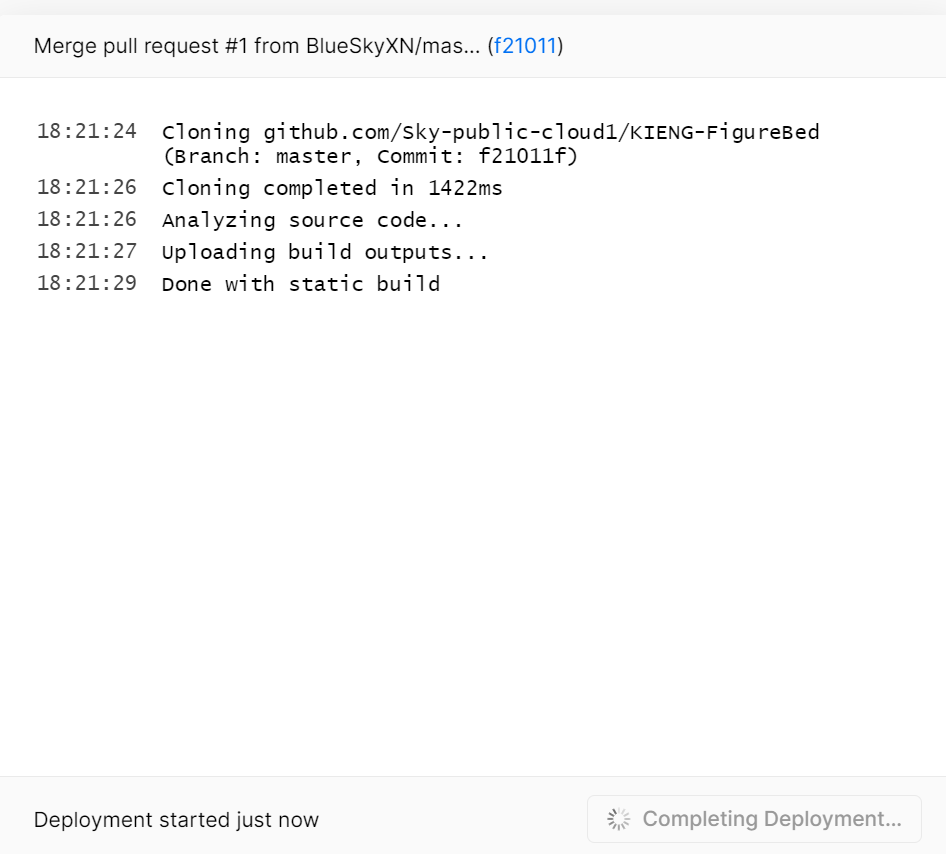 Merge pull request #1 from BlueSkyXN/mas... (f21011)
18:21:24 Cloning github.com/Sky-public-cloud1/KIENG-FigureBed
(Branch: master, Commit: f21011f)
18:21:26 Cloning completed in 1422ms
18:21:26 Analyzing source code...
18:21:27 Uploading build outputs...
18:21:29 Done with static build
Deployment started just now
Completing Deployment...